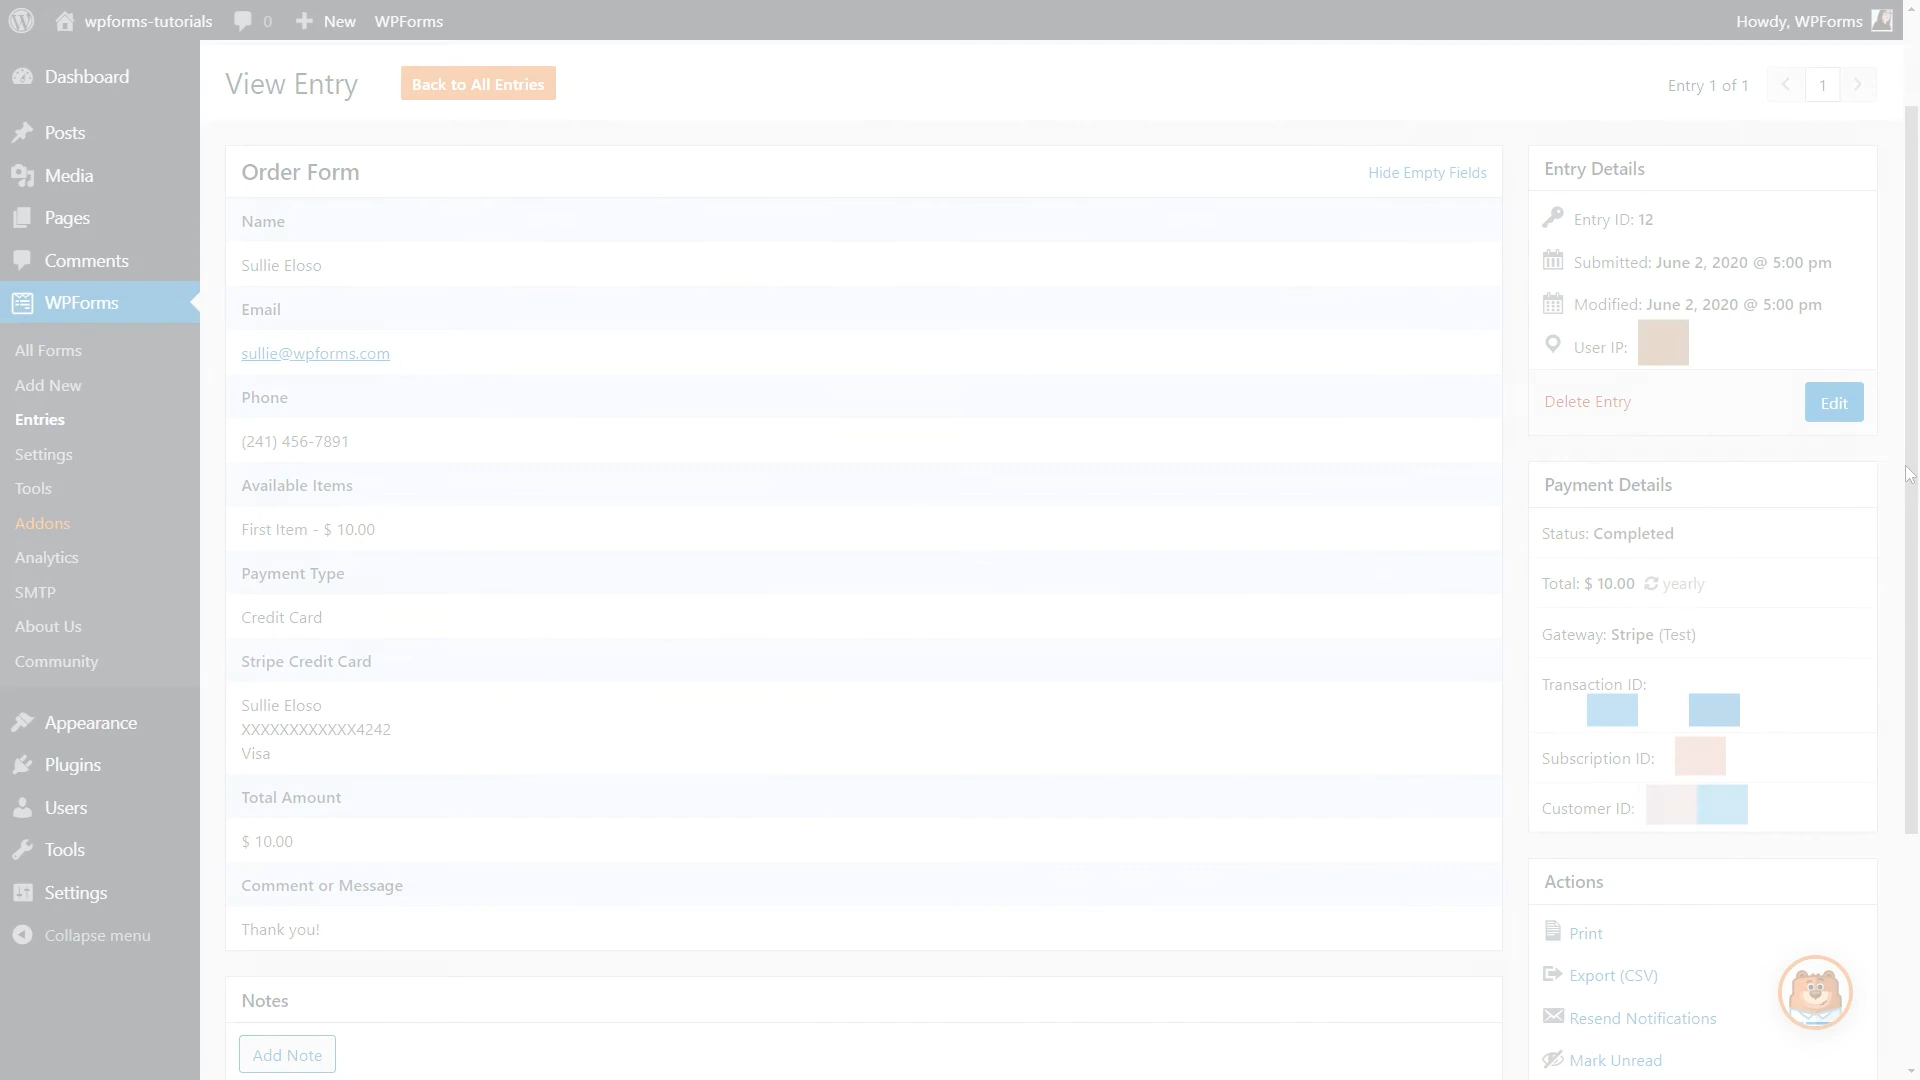 wpforms-tutorials 0 New WPForms Howdy, WPForms
Dashboard
Posts
Media
Pages
Comments
WPForms
All Forms
Add New
Entries
Settings
Tools
Addons
Analytics
SMTP
About Us
Community
Appearance
Plugins
Users
Tools
Settings
Collapse menu
View Entry Back to All Entries Entry 1 of 1 1
Order Form Hide Empty Fields
Name
Sullie Eloso
Email
sullie@wpforms.com
Phone
(241) 456-7891
Available Items
First Item - $ 10.00
Payment Type
Credit Card
Stripe Credit Card
Sullie Eloso
XXXXXXXXXXXX4242
Visa
Total Amount
$ 10.00
Comment or Message
Thank you!
Notes
Add Note
Entry Details
Entry ID: 12
Submitted: June 2, 2020 @ 5:00 pm
Modified: June 2, 2020 @ 5:00 pm
User IP:
Delete Entry Edit
Payment Details
Status: Completed
Total: $ 10.00 yearly
Gateway: Stripe (Test)
Transaction ID:
Subscription ID:
Customer ID:
Actions
Print
Export (CSV)
Resend Notifications
Mark Unread